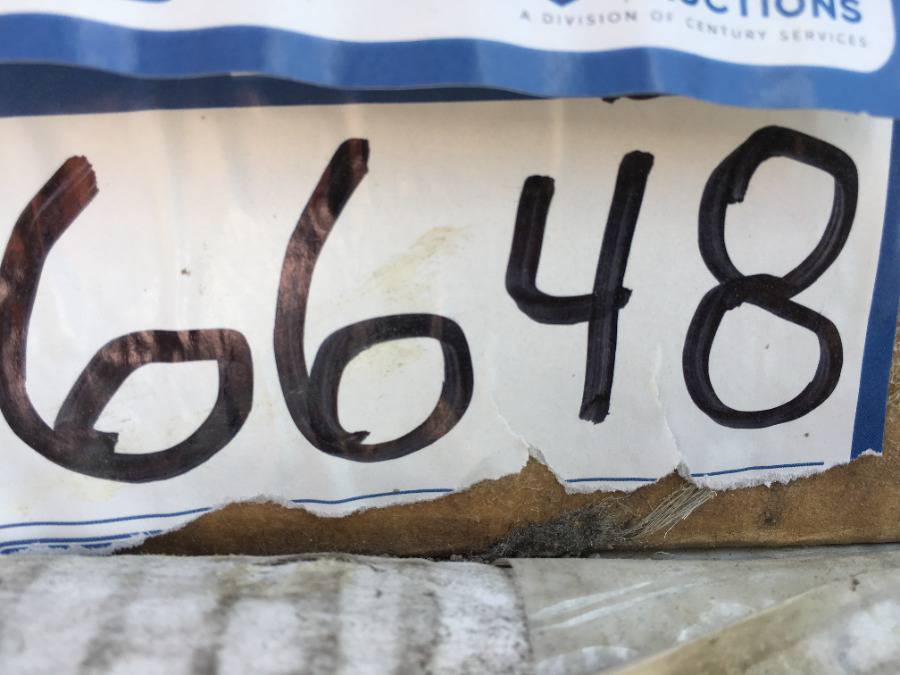 A DIVISION OF CENTURY SERVICES
6648